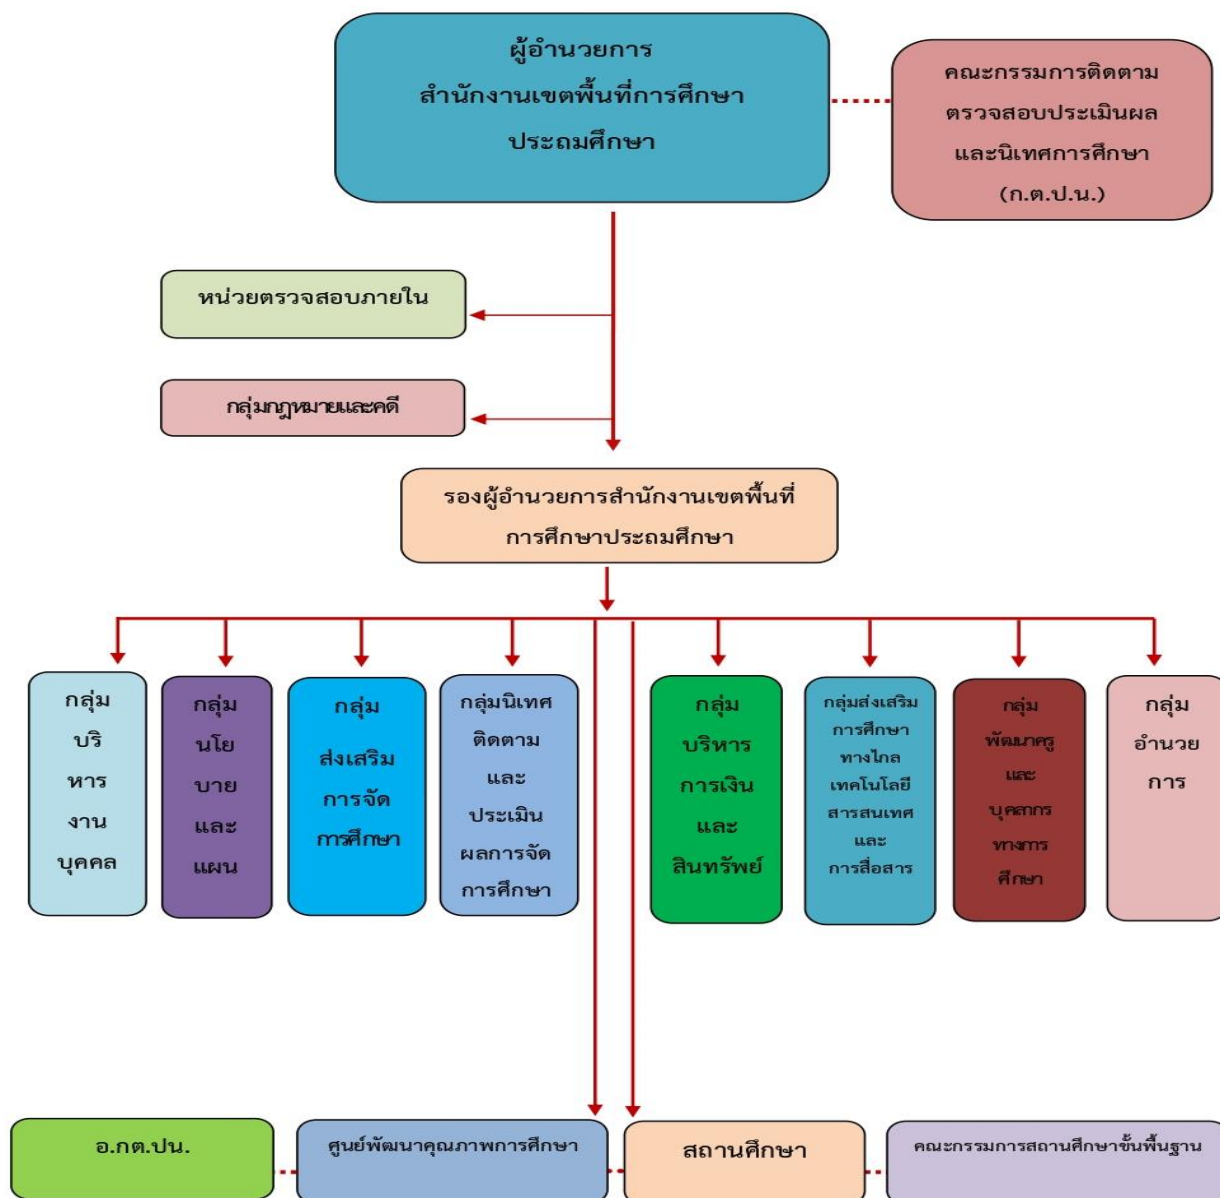 ผู้อำนวยการ
สำนักงานเขตพื้นที่การศึกษา
ประถมศึกษา
คณะกรรมการติดตาม
ตรวจสอบประเมินผล
และนิเทศการศึกษา
(ก.ต.ป.น.)
หน่วยตรวจสอบภายใน
กลุ่มกฎหมายและคดี
รองผู้อำนวยการสำนักงานเขตพื้นที่
การศึกษาประถมศึกษา
กลุ่ม
บริ
หาร
งาน
บุคคล
กลุ่ม
นโย
บาย
และ
แผน
กลุ่ม
ส่งเสริม
การจัด
การศึกษา
กลุ่มนิเทศ
ติดตาม
และ
ประเมิน
ผลการจัด
การศึกษา
กลุ่ม
บริหาร
การเงิน
และ
สินทรัพย์
กลุ่มส่งเสริม
การศึกษา
ทางไกล
เทคโนโลยี
สารสนเทศ
และ
การสื่อสาร
กลุ่ม
พัฒนาครู
และ
บุคลากร
ทางการ
ศึกษา
กลุ่ม
อำนวย
การ
อ.กต.ปน.
ศูนย์พัฒนาคุณภาพการศึกษา
สถานศึกษา
คณะกรรมการสถานศึกษาขั้นพื้นฐาน